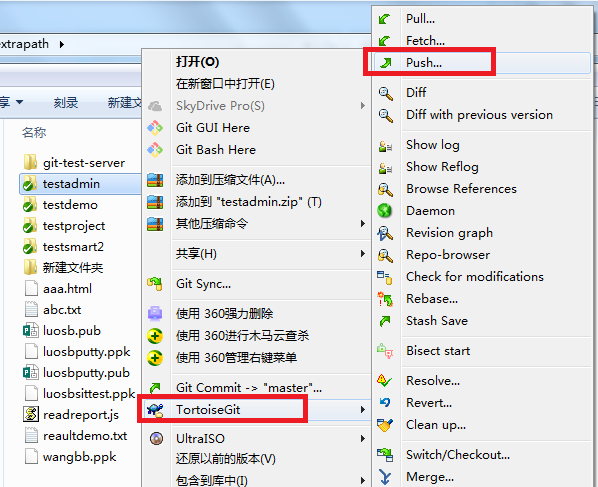 extrapath
享
刻录
新建文
名称
git-test-server
testadmin
testdemo
testproject
testsmart2
新建文件夹
aaa.html
abc.txt
luosb.pub
luosbputty.ppk
luosbsittest.ppk
readreport.js
reaultdemo.txt
wangbb.ppk
打开(O)
在新窗口中打开(E)
SkyDrive Pro(S)
Git GUI Here
Git Bash Here
添加到压缩文件(A)...
添加到 "testadmin.zip" (T)
其他压缩命令
共享(H)
Git Sync...
使用 360强力删除
使用 360进行木马云查杀
使用 360管理右键菜单
Git Commit -> "master"...
TortoiseGit
UltraISO
还原以前的版本(V)
包含到库中(I)
Pull...
Fetch...
Push...
Diff
Diff with previous version
Show log
Show Reflog
Browse References
Daemon
Revision graph
Repo-browser
Check for modifications
Rebase...
Stash Save
Bisect start
Resolve...
Revert...
Clean up...
Switch/Checkout...
Merge...